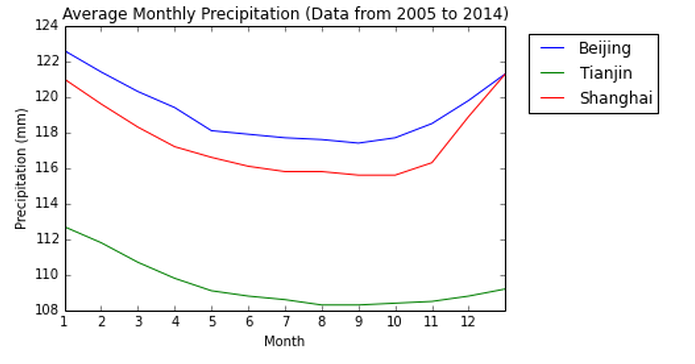 Average Monthly Precipitation (Data from 2005 to 2014)
124
122
120
118
116
114
112
110
108
Precipitation (mm)
1 2 3 4 5 6 7 8 9 10 11 12
Month
Beijing
Tianjin
Shanghai